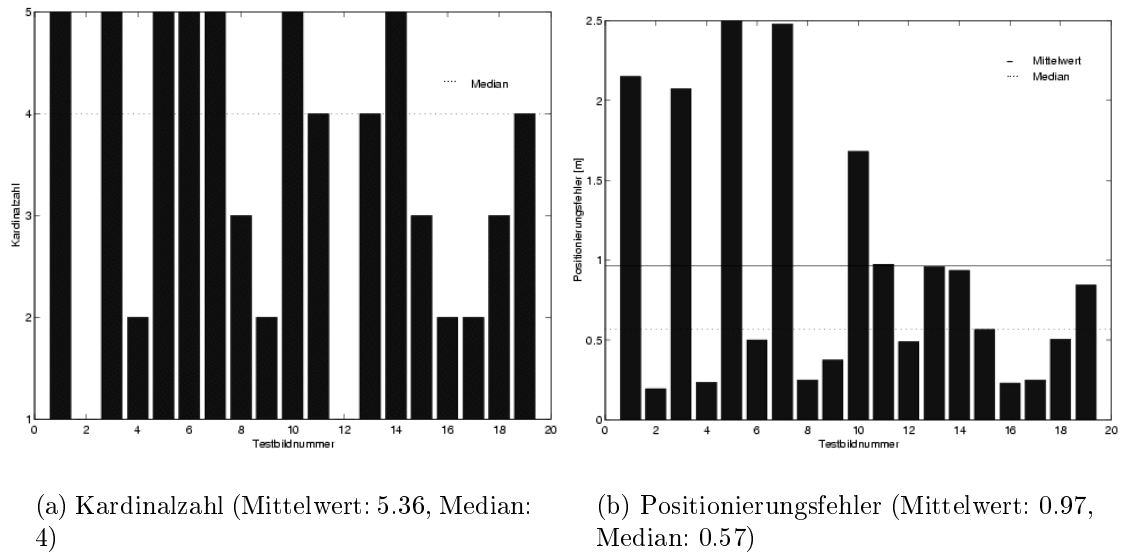 5
4
3
2
1
Kardinalzahl
Median
0 2 4 6 8 10 12 14 16 18 20
Testbildnummer
2.5
2
1.5
1
0.5
0
Positionierungsfehler [m]
Mittelwert
Median
0 2 4 6 8 10 12 14 16 18 20
Testbildnummer
(a) Kardinalzahl (Mittelwert: 5.36, Median:
4)
(b) Positionierungsfehler (Mittelwert: 0.97,
Median: 0.57)